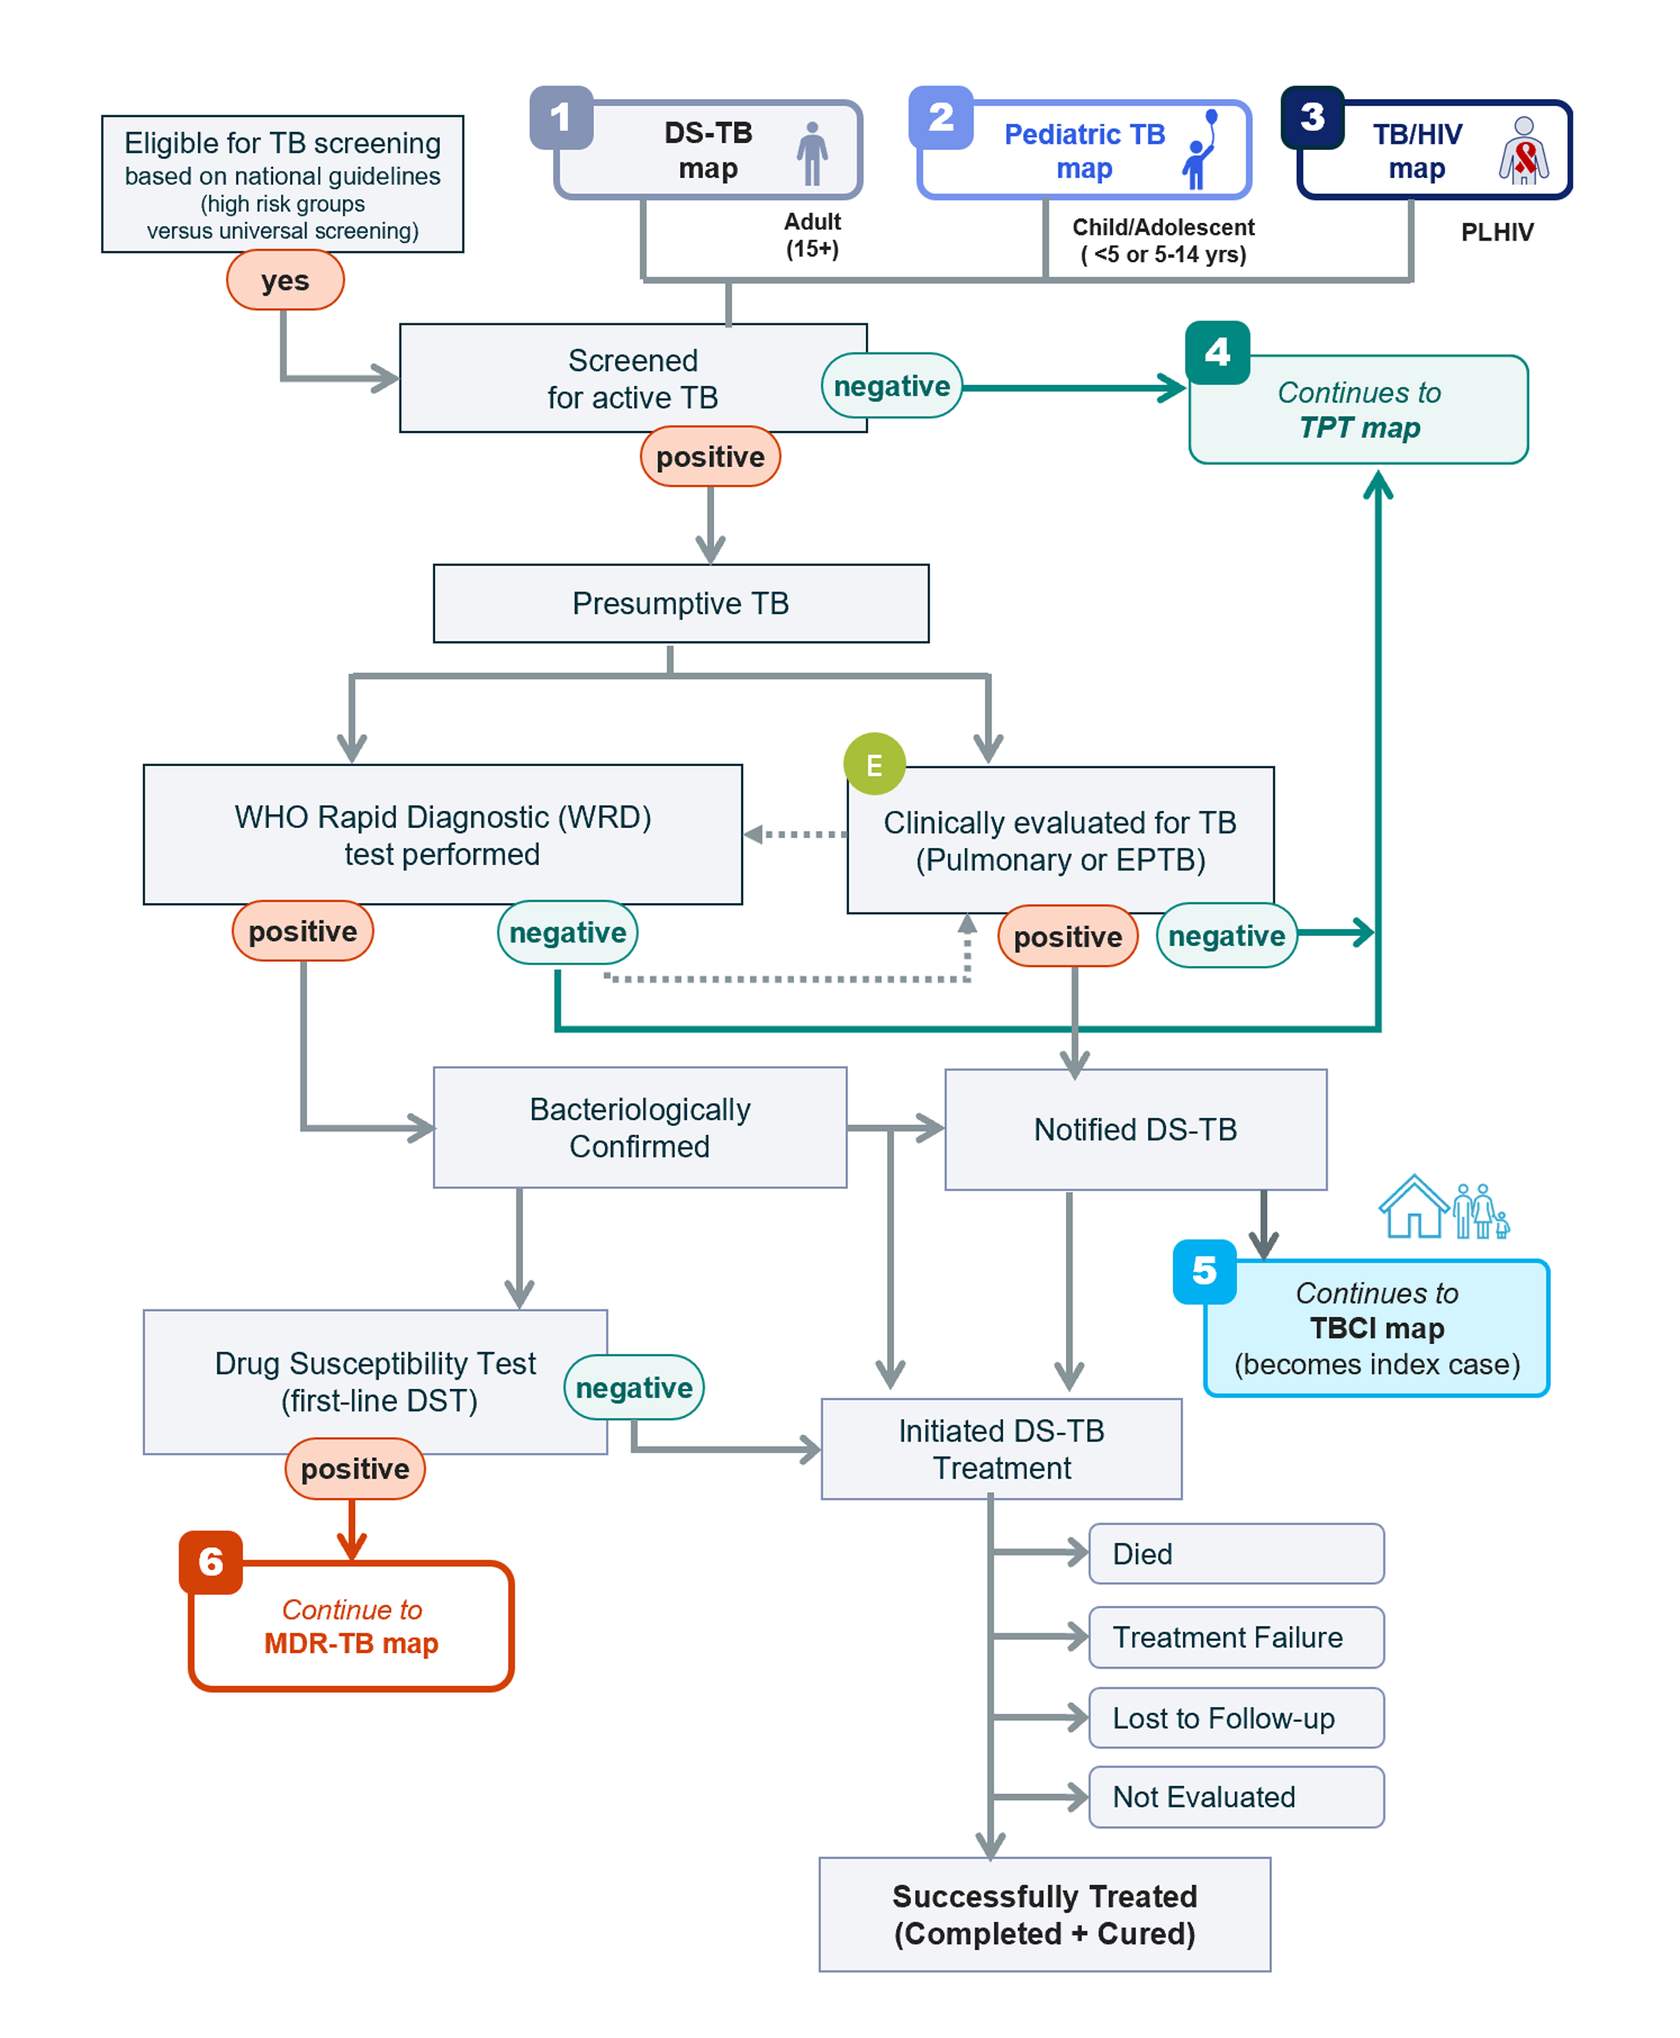 Eligible for TB screening
based on national guidelines
(high risk groups
versus universal screening)
yes
1
DS-TB
map
Adult
(15+)
2
Pediatric TB
map
Child/Adolescent
( <5 or 5-14 yrs)
3
TB/HIV
map
PLHIV
Screened
for active TB
negative
positive
4
Continues to
TPT map
Presumptive TB
WHO Rapid Diagnostic (WRD)
test performed
positive
negative
E
Clinically evaluated for TB
(Pulmonary or EPTB)
positive
negative
Bacteriologically
Confirmed
Notified DS-TB
5
Continues to
TBCI map
(becomes index case)
Drug Susceptibility Test
(first-line DST)
negative
positive
Initiated DS-TB
Treatment
6
Continue to
MDR-TB map
Died
Treatment Failure
Lost to Follow-up
Not Evaluated
Successfully Treated
(Completed + Cured)